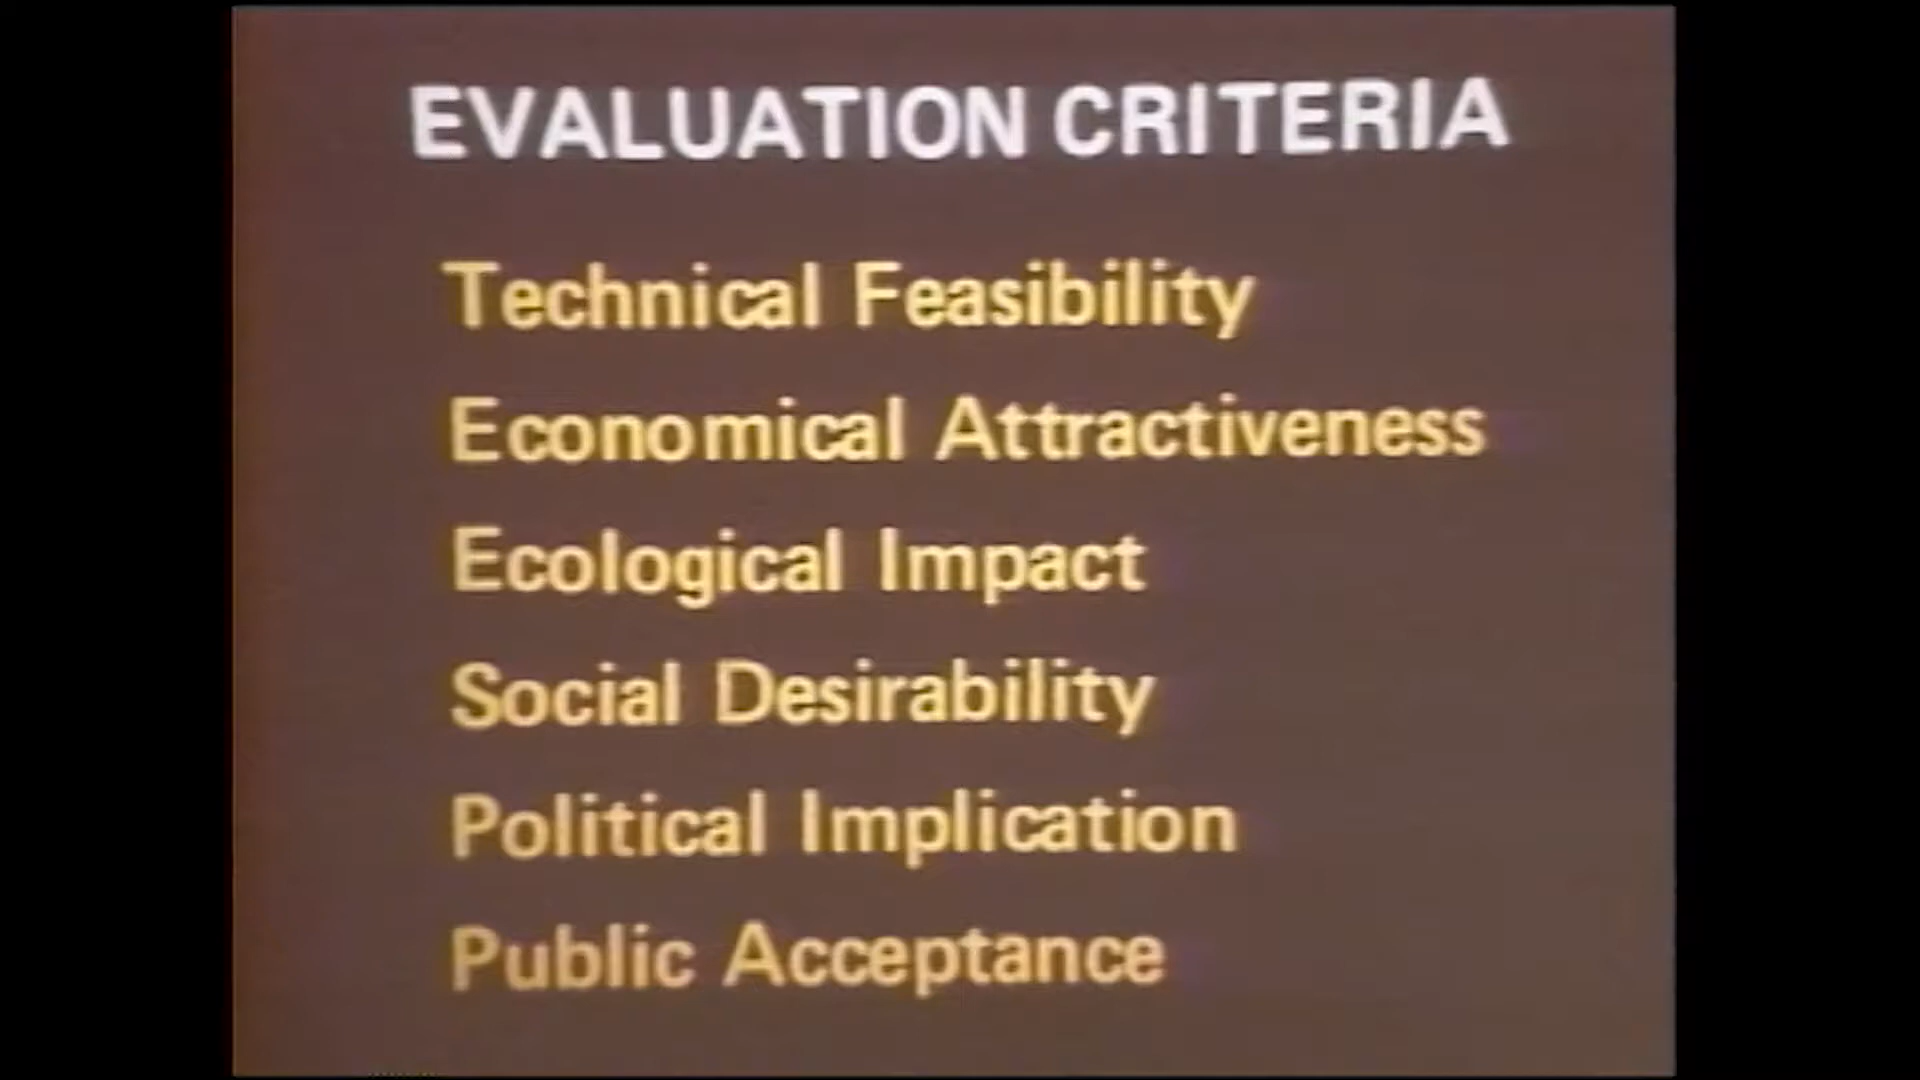 EVALUATION CRITERIA
Technical Feasibility
Economical Attractiveness
Ecological Impact
Social Desirability
Political Implication
Public Acceptance